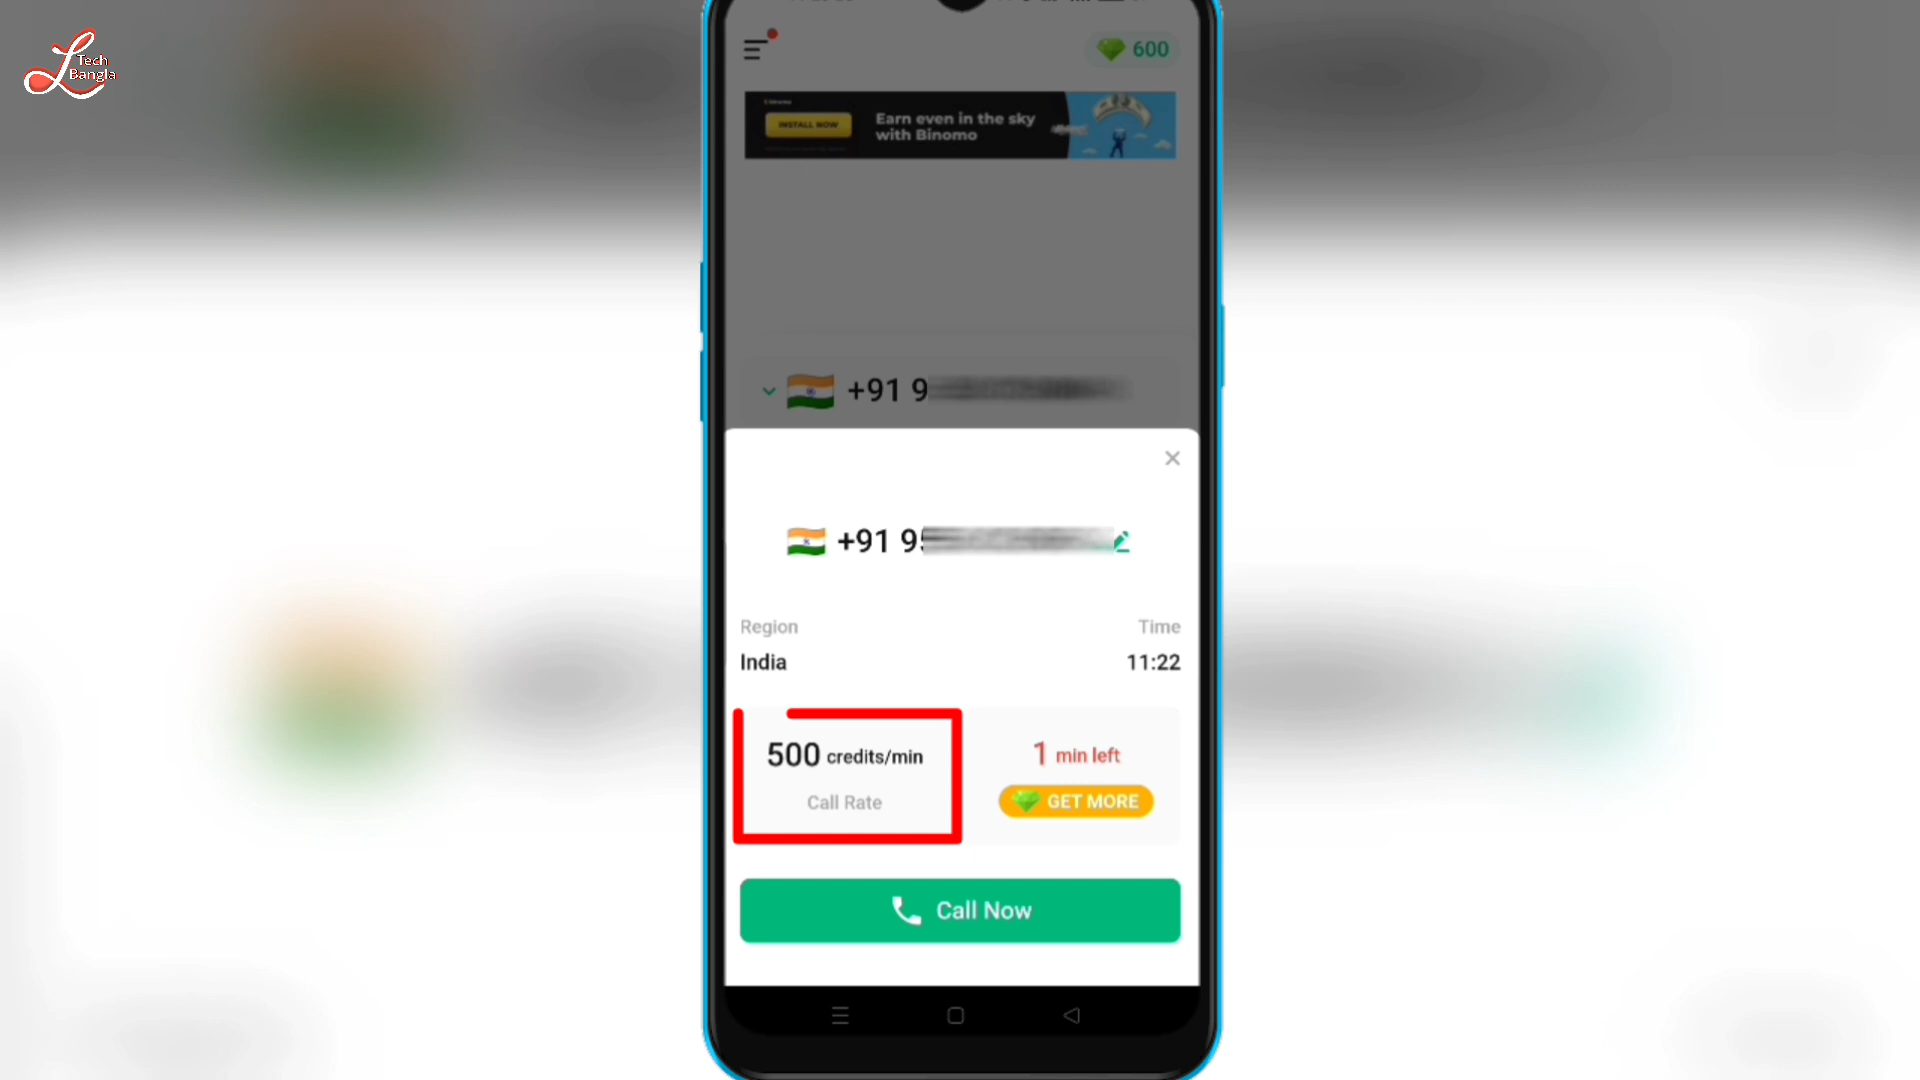 Tech
Bangla
600
INSTALL NOW
Earn even in the sky
with Binomo
+91 9
+91 9
Region
Time
India
11:22
500 credits/min
1 min left
Call Rate
GET MORE
Call Now